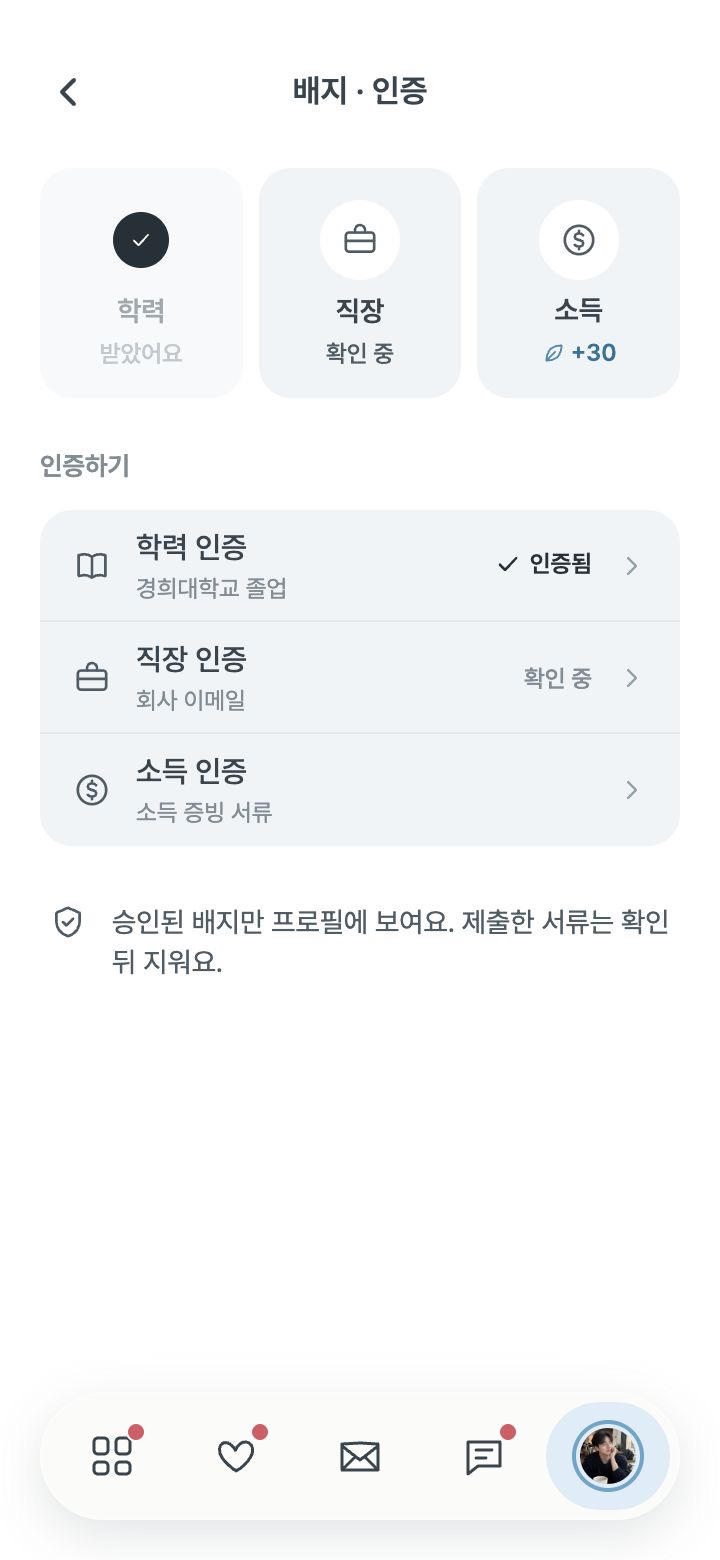 배지 · 인증
학력
받았어요
직장
확인 중
소득
+30
인증하기
학력 인증
경희대학교 졸업
인증됨
직장 인증
회사 이메일
확인 중
소득 인증
소득 증빙 서류
승인된 배지만 프로필에 보여요. 제출한 서류는 확인
뒤 지워요.